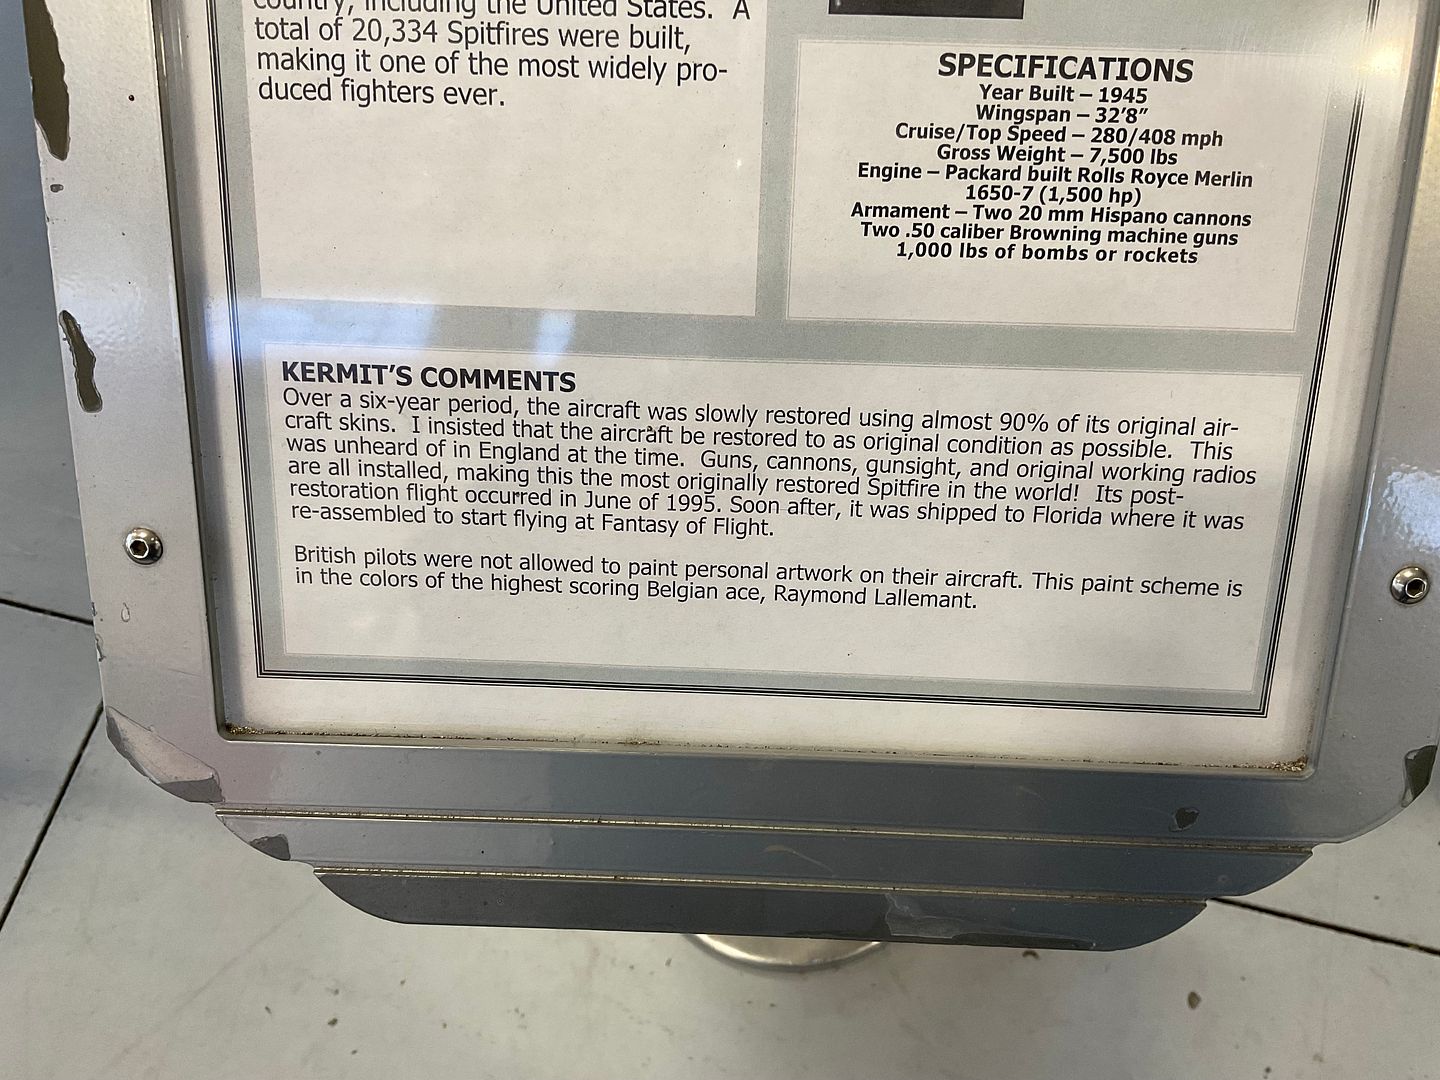 country, including the United States. A
total of 20,334 Spitfires were built,
making it one of the most widely pro-
duced fighters ever.
SPECIFICATIONS
Year Built – 1945
Wingspan – 32'8"
Cruise/Top Speed – 280/408 mph
Gross Weight – 7,500 lbs
Engine – Packard built Rolls Royce Merlin
1650-7 (1,500 hp)
Armament – Two 20 mm Hispano cannons
Two .50 caliber Browning machine guns
1,000 lbs of bombs or rockets
KERMIT'S COMMENTS
Over a six-year period, the aircraft was slowly restored using almost 90% of its original air-
craft skins. I insisted that the aircraft be restored to as original condition as possible. This
was unheard of in England at the time. Guns, cannons, gunsight, and original working radios
are all installed, making this the most originally restored Spitfire in the world! Its post-
restoration flight occurred in June of 1995. Soon after, it was shipped to Florida where it was
re-assembled to start flying at Fantasy of Flight.
British pilots were not allowed to paint personal artwork on their aircraft. This paint scheme is
in the colors of the highest scoring Belgian ace, Raymond Lallemant.